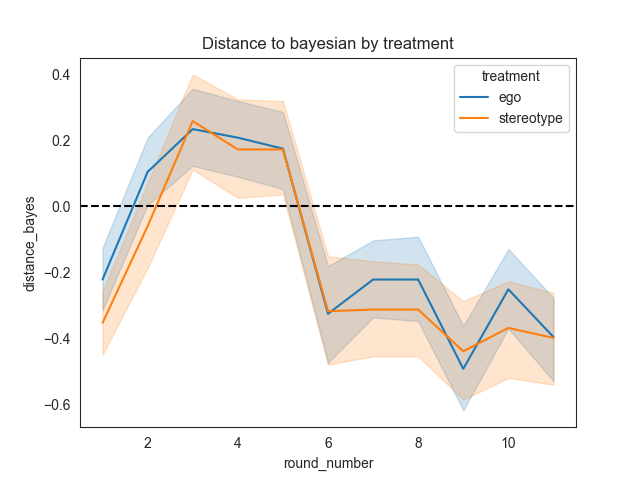 Distance to bayesian by treatment
treatment
ego
stereotype
0.4
0.2
0.0
−0.2
−0.4
−0.6
distance_bayes
2 4 6 8 10
round_number